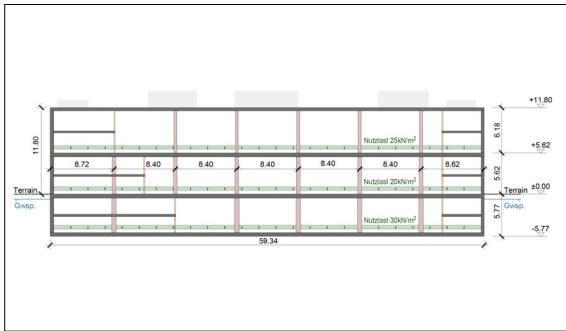 +11.80
6.18
11.80
Nutzlast 25kN/m²
+5.62
8.72
8.40
8.40
8.40
8.40
8.40
8.62
5.62
Terrain
Nutzlast 20kN/m²
Terrain
±0.00
Gwsp.
Gwsp.
5.77
Nutzlast 30kN/m²
-5.77
59.34